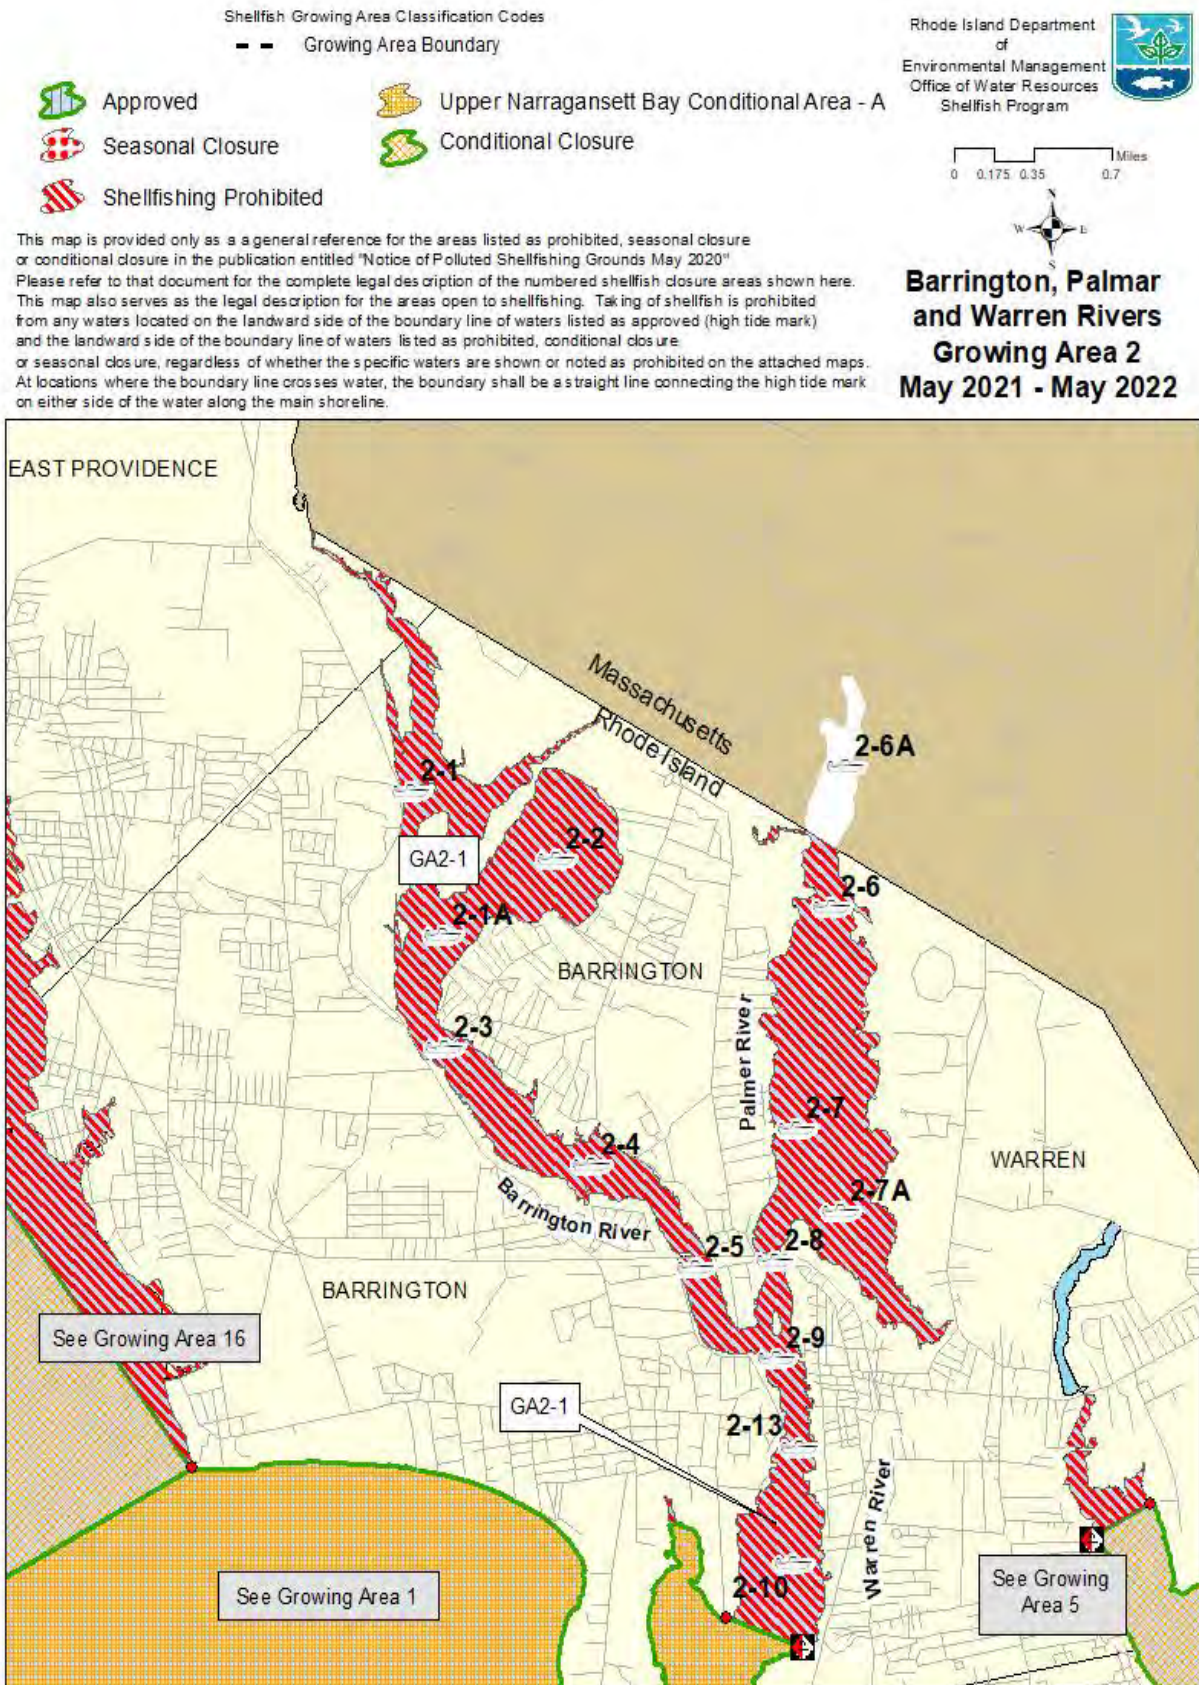 Shellfish Growing Area Classification Codes
Growing Area Boundary
Approved
Upper Narragansett Bay Conditional Area - A
Seasonal Closure
Conditional Closure
Shellfishing Prohibited
Rhode Island Department
of
Environmental Management
Office of Water Resources
Shellfish Program
Miles
0 0.175 0.35 0.7
N
W E
S
This map is provided only as a a general reference for the areas listed as prohibited, seasonal closure
or conditional closure in the publication entitled "Notice of Polluted Shellfishing Grounds May 2020"
Please refer to that document for the complete legal description of the numbered shellfish closure areas shown here.
This map also serves as the legal description for the areas open to shellfishing. Taking of shellfish is prohibited
from any waters located on the landward side of the boundary line of waters listed as approved (high tide mark)
and the landward side of the boundary line of waters listed as prohibited, conditional closure
or seasonal closure, regardless of whether the specific waters are shown or noted as prohibited on the attached maps.
At locations where the boundary line crosses water, the boundary shall be a straight line connecting the high tide mark
on either side of the water along the main shoreline.
Barrington, Palmar
and Warren Rivers
Growing Area 2
May 2021 - May 2022
EAST PROVIDENCE
Massachusetts
Rhode Island
2-6A
2-1
2-2
GA2-1
2-6
2-1A
BARRINGTON
2-3
Palmer River
2-7
2-4
WARREN
2-7A
Barrington River
2-5
2-8
BARRINGTON
See Growing Area 16
2-9
GA2-1
2-13
Warren River
See Growing Area 1
2-10
See Growing
Area 5